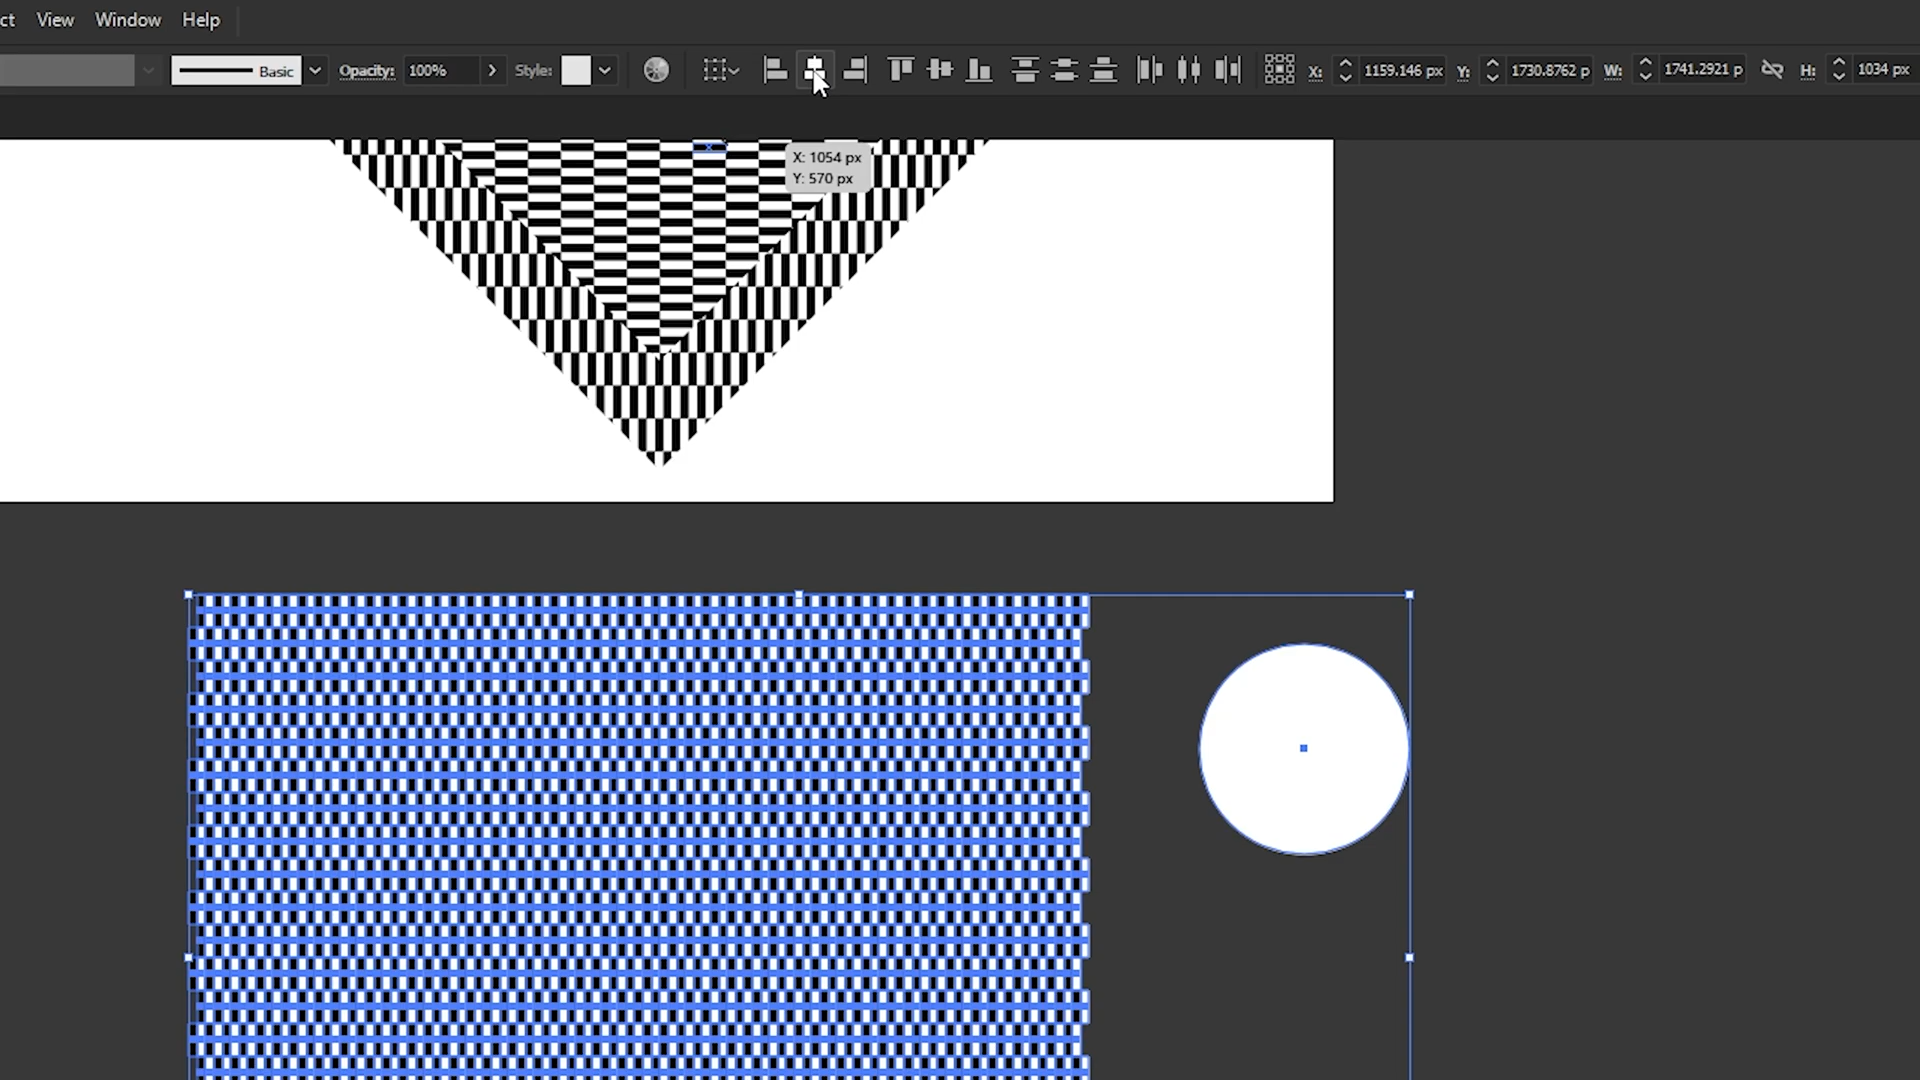 ct View Window Help
Basic Opacity: 100% Style: X: 1159.146 px Y: 1730.8762 p W: 1741.2921 p H: 1034 px
X: 1054 px
Y: 570 px